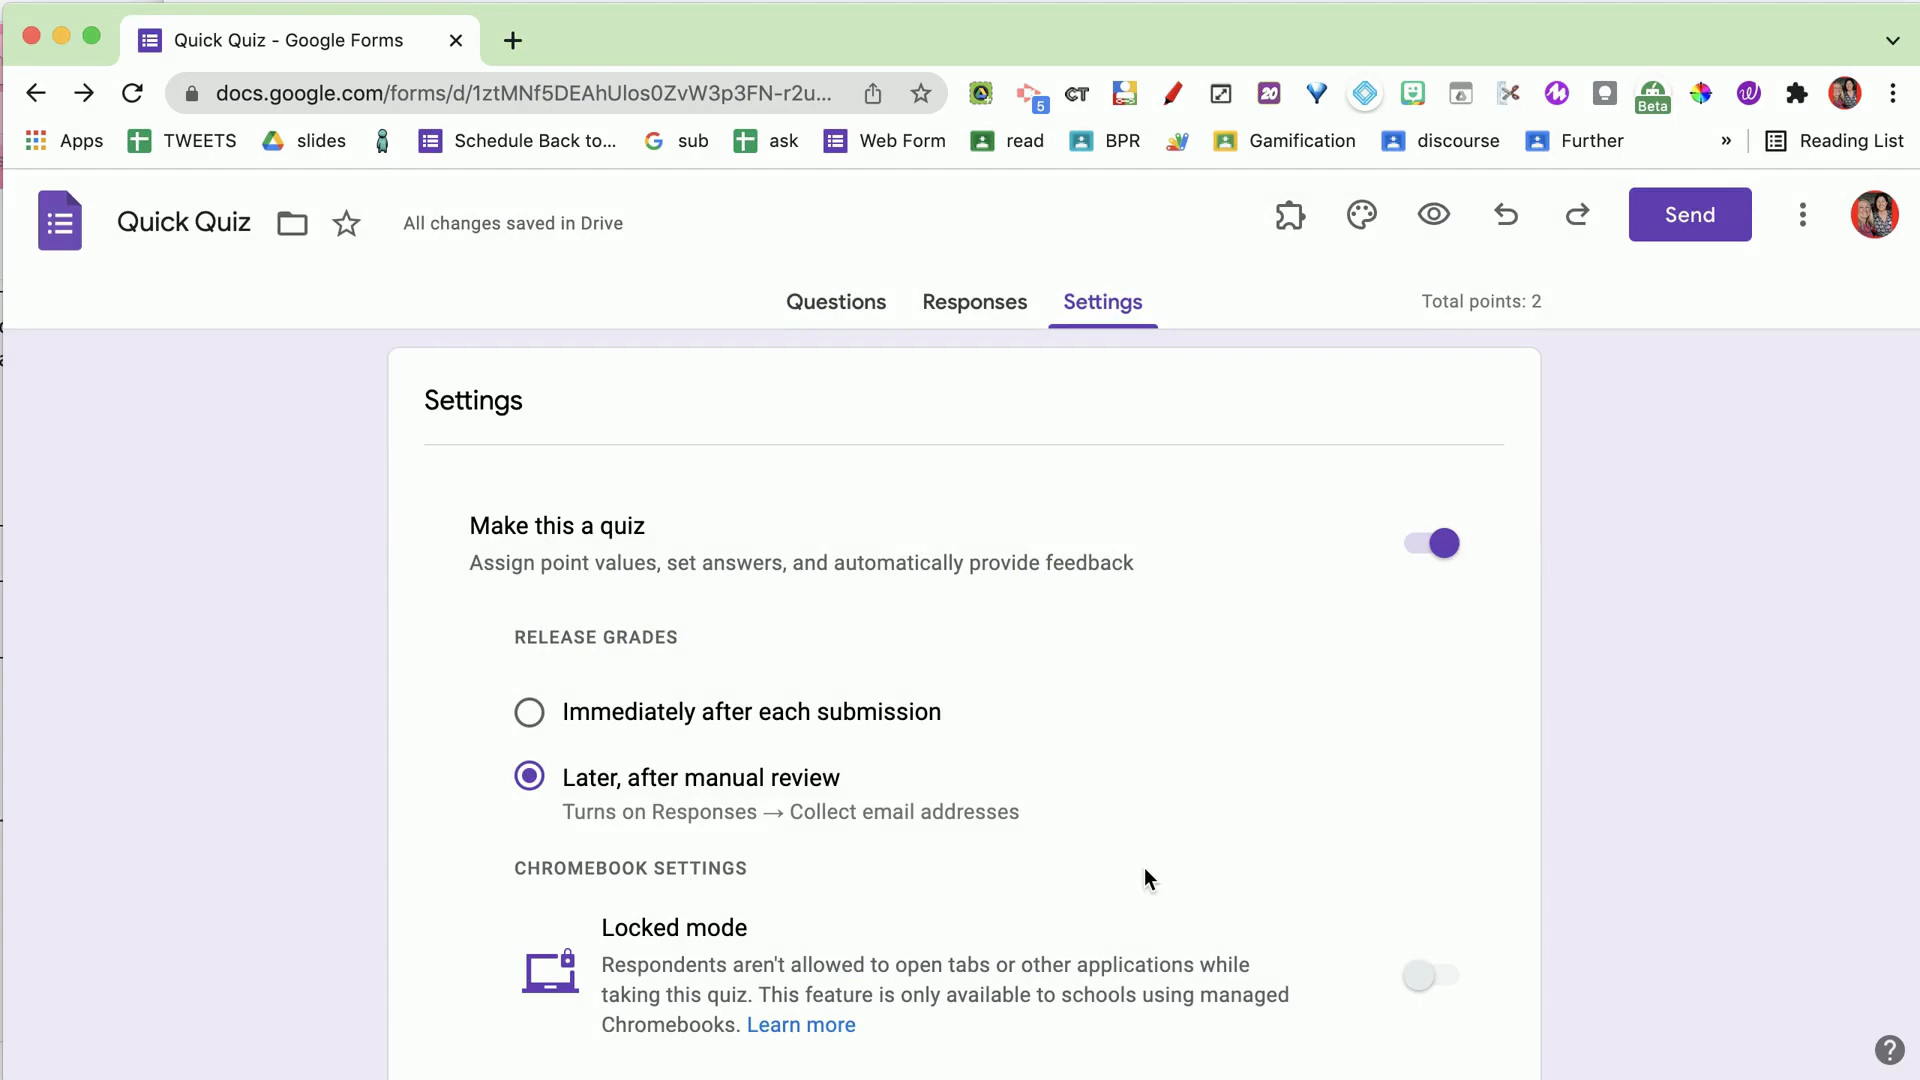 Quick Quiz - Google Forms
docs.google.com/forms/d/1ztMNf5DEAhUlos0ZvW3p3FN-r2u...
5
CT
20
Beta
Apps TWEETS slides Schedule Back to... sub ask Web Form read BPR Gamification discourse Further » Reading List
Quick Quiz All changes saved in Drive Send
Questions Responses Settings Total points: 2
Settings
Make this a quiz
Assign point values, set answers, and automatically provide feedback
RELEASE GRADES
Immediately after each submission
Later, after manual review
Turns on Responses → Collect email addresses
CHROMEBOOK SETTINGS
Locked mode
Respondents aren't allowed to open tabs or other applications while
taking this quiz. This feature is only available to schools using managed
Chromebooks. Learn more